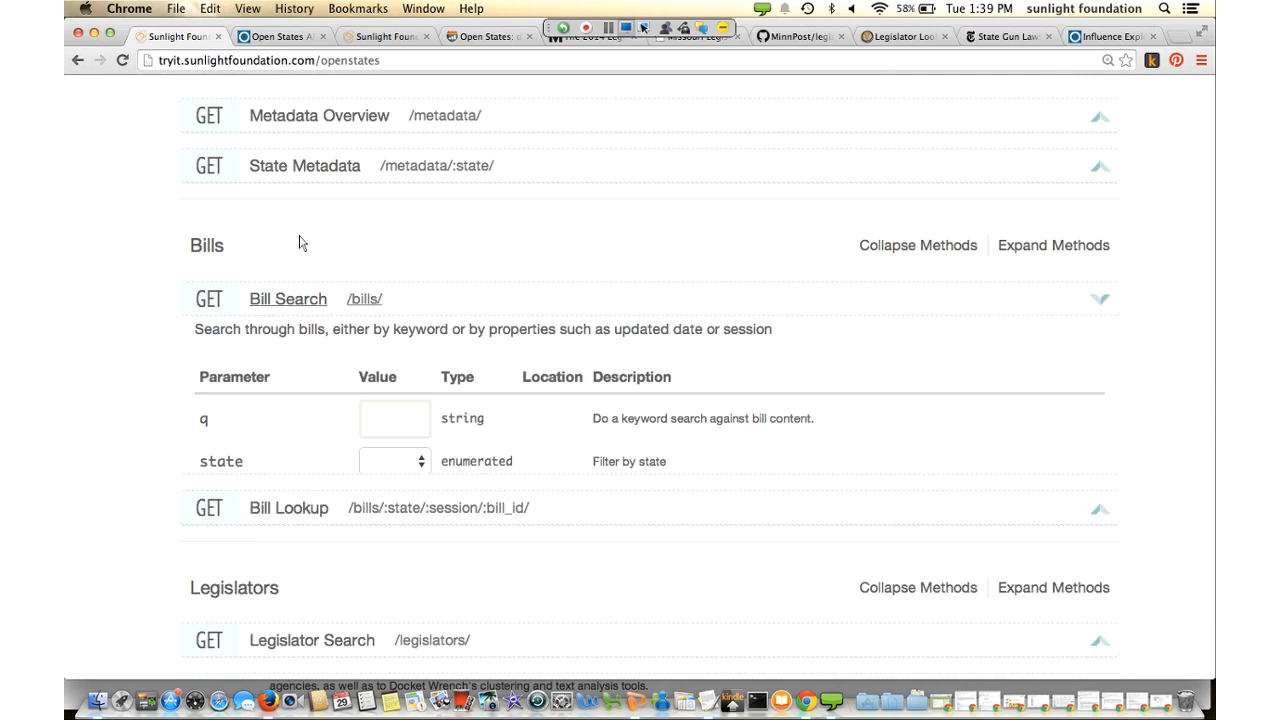 Chrome File Edit View History Bookmarks Window Help 58% Tue 1:39 PM sunlight foundation
Sunlight Foun Open States A Sunlight Foun Open States: MinnPost/legi Legislator Loo State Gun Law Influence Expl
tryit.sunlightfoundation.com/openstates
GET Metadata Overview /metadata/
GET State Metadata /metadata/:state/
Bills Collapse Methods Expand Methods
GET Bill Search /bills/
Search through bills, either by keyword or by properties such as updated date or session
Parameter Value Type Location Description
q string Do a keyword search against bill content.
state enumerated Filter by state
GET Bill Lookup /bills/:state/:session/:bill_id/
Legislators Collapse Methods Expand Methods
GET Legislator Search /legislators/
agencies, as well as to Docket Wrench's clustering and text analysis tools.